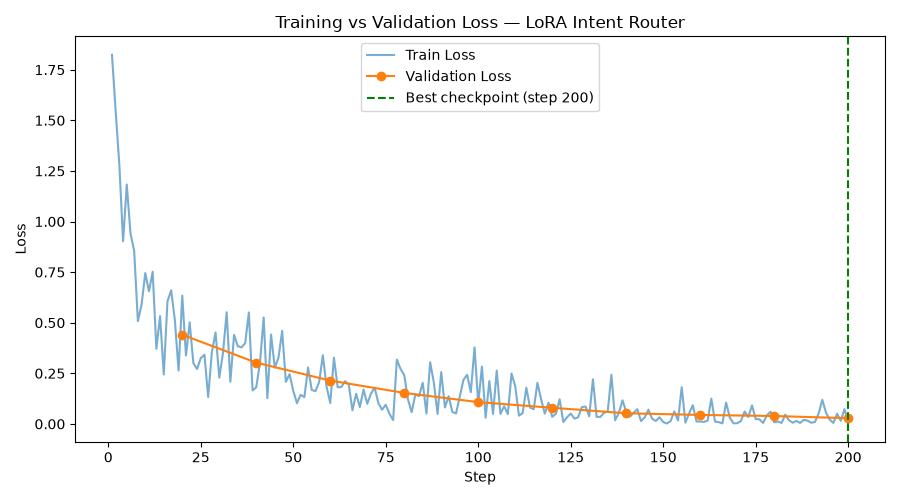 Training vs Validation Loss — LoRA Intent Router
Train Loss
Validation Loss
Best checkpoint (step 200)
Loss
1.75
1.50
1.25
1.00
0.75
0.50
0.25
0.00
0 25 50 75 100 125 150 175 200
Step